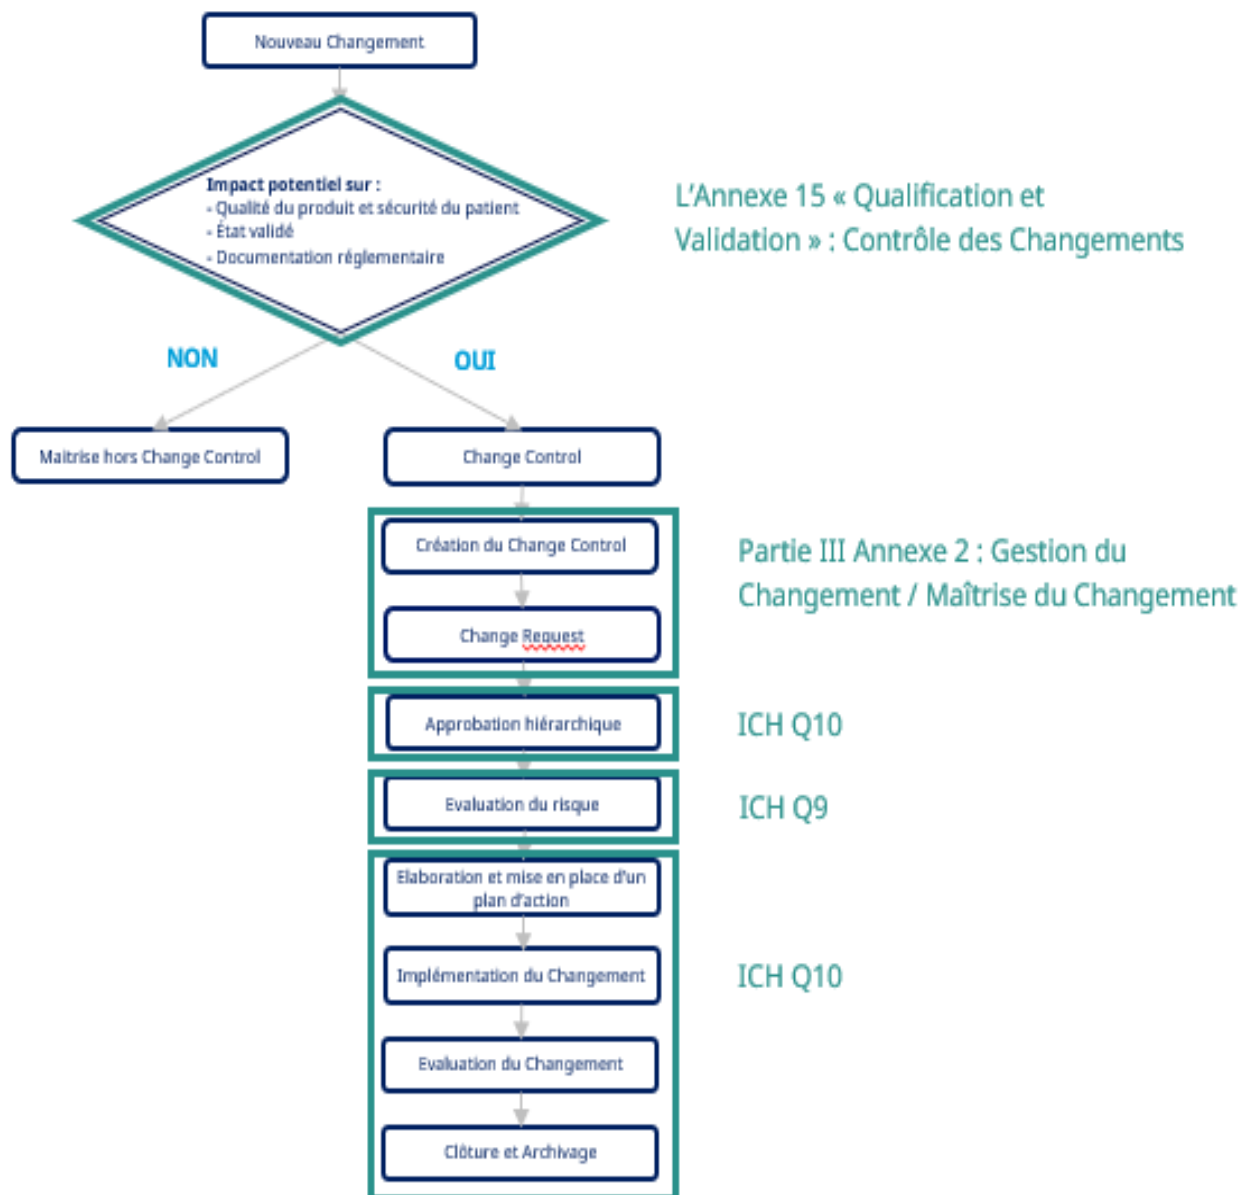 Nouveau Changement
Impact potentiel sur :
- Qualité du produit et sécurité du patient
- État validé
- Documentation réglementaire
L’Annexe 15 « Qualification et
Validation » : Contrôle des Changements
NON
OUI
Maitrise hors Change Control
Change Control
Création du Change Control
Change Request
Partie III Annexe 2 : Gestion du
Changement / Maîtrise du Changement
Approbation hiérarchique
ICH Q10
Evaluation du risque
ICH Q9
Elaboration et mise en place d’un
plan d’action
Implémentation du Changement
ICH Q10
Evaluation du Changement
Clôture et Archivage